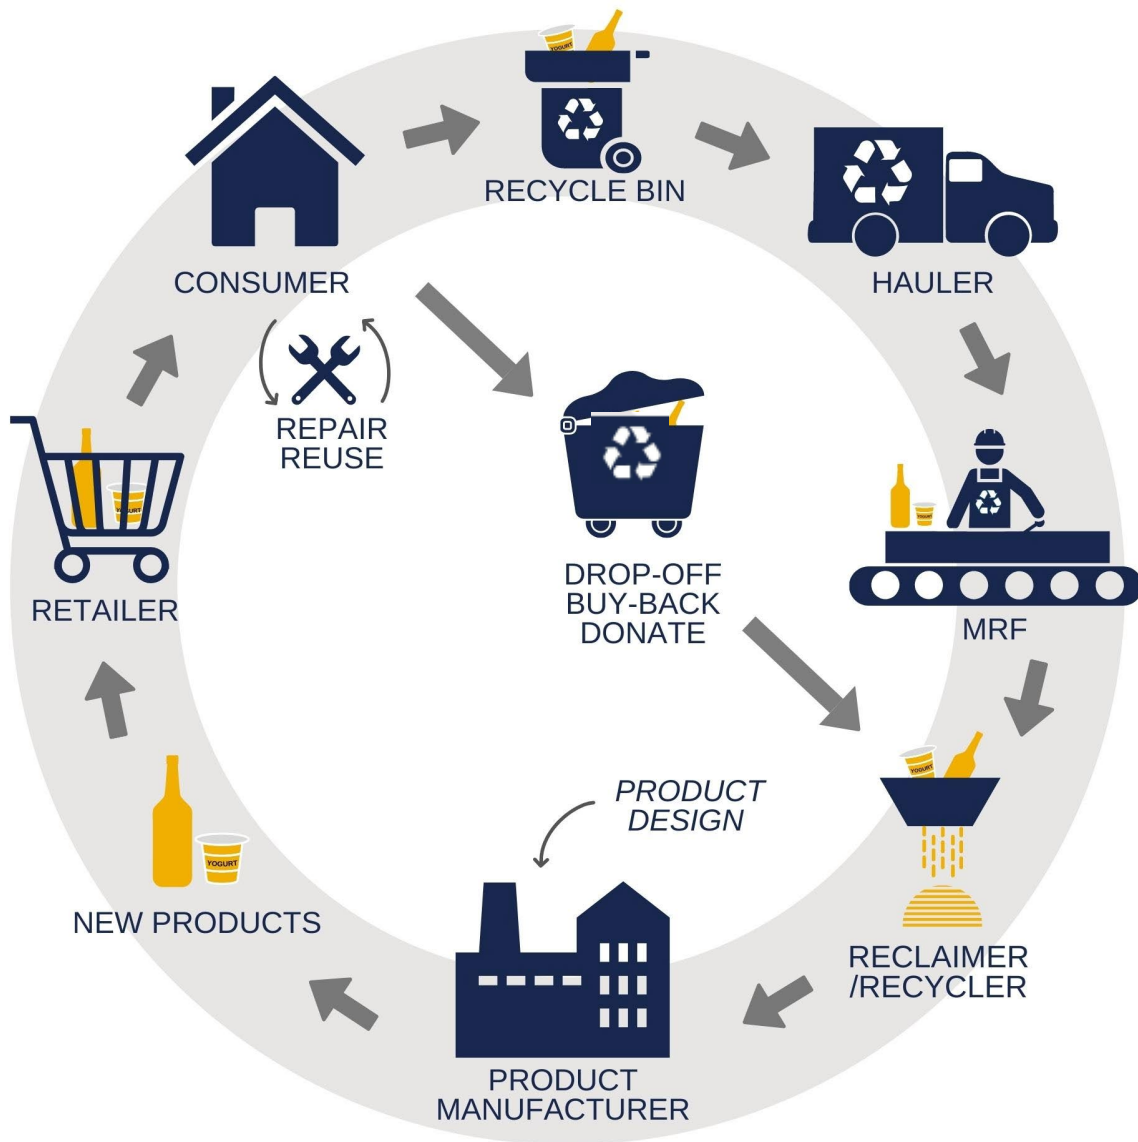 YOGURT
RECYCLE BIN
HAULER
CONSUMER
REPAIR
REUSE
DROP-OFF
BUY-BACK
DONATE
YOGURT
RETAILER
YOGURT
MRF
YOGURT
PRODUCT
DESIGN
YOGURT
NEW PRODUCTS
RECLAIMER
/RECYCLER
PRODUCT
MANUFACTURER